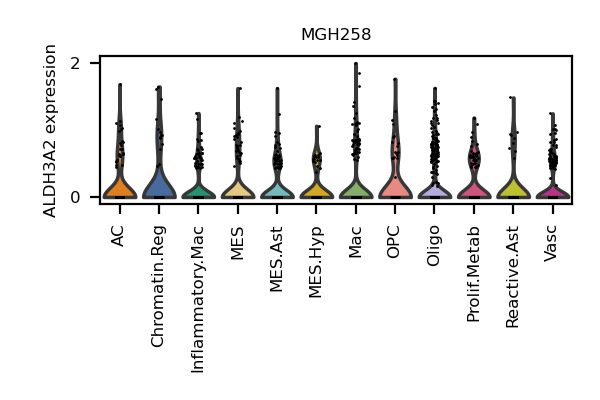 MGH258
ALDH3A2 expression
2
0
AC
Chromatin.Reg
Inflammatory.Mac
MES
MES.Ast
MES.Hyp
Mac
OPC
Oligo
Prolif.Metab
Reactive.Ast
Vasc